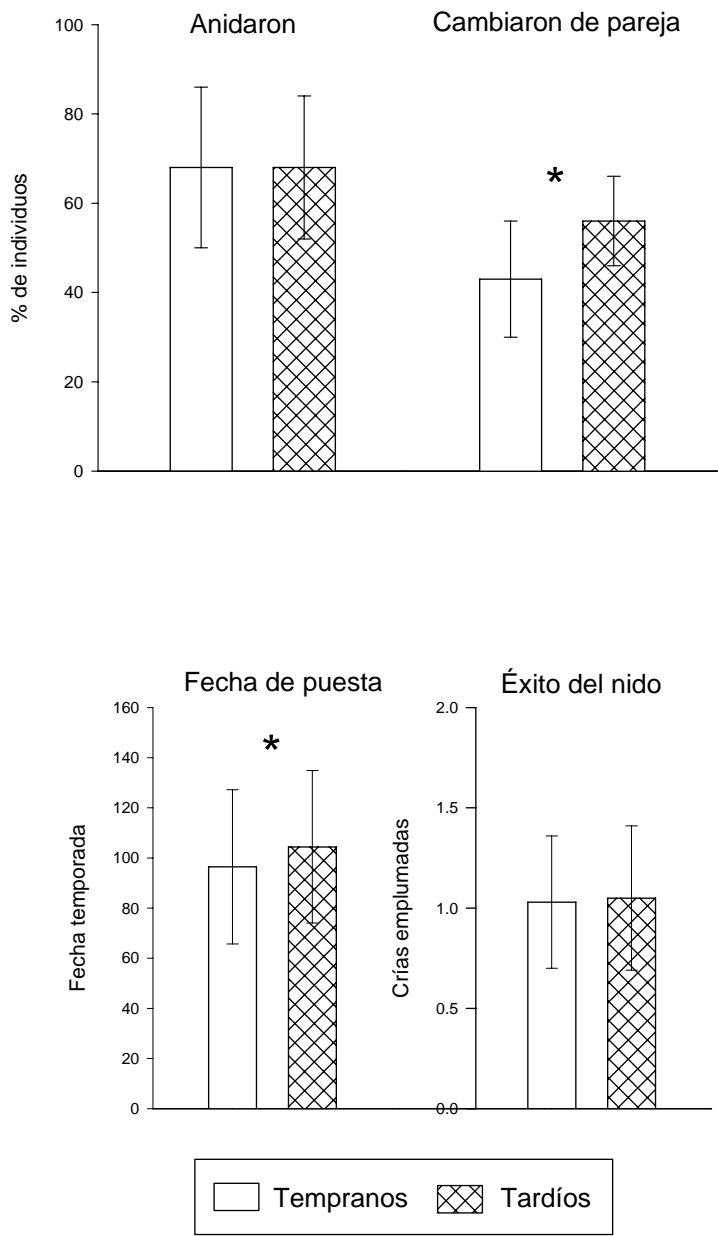 Anidaron
Cambiaron de pareja
% de individuos
100
80
60
40
20
0
*
Fecha de puesta
Fecha temporada
160
140
120
100
80
60
40
20
0
*
Éxito del nido
Crías emplumadas
2.0
1.5
1.0
0.5
0.0
Tempranos
Tardíos